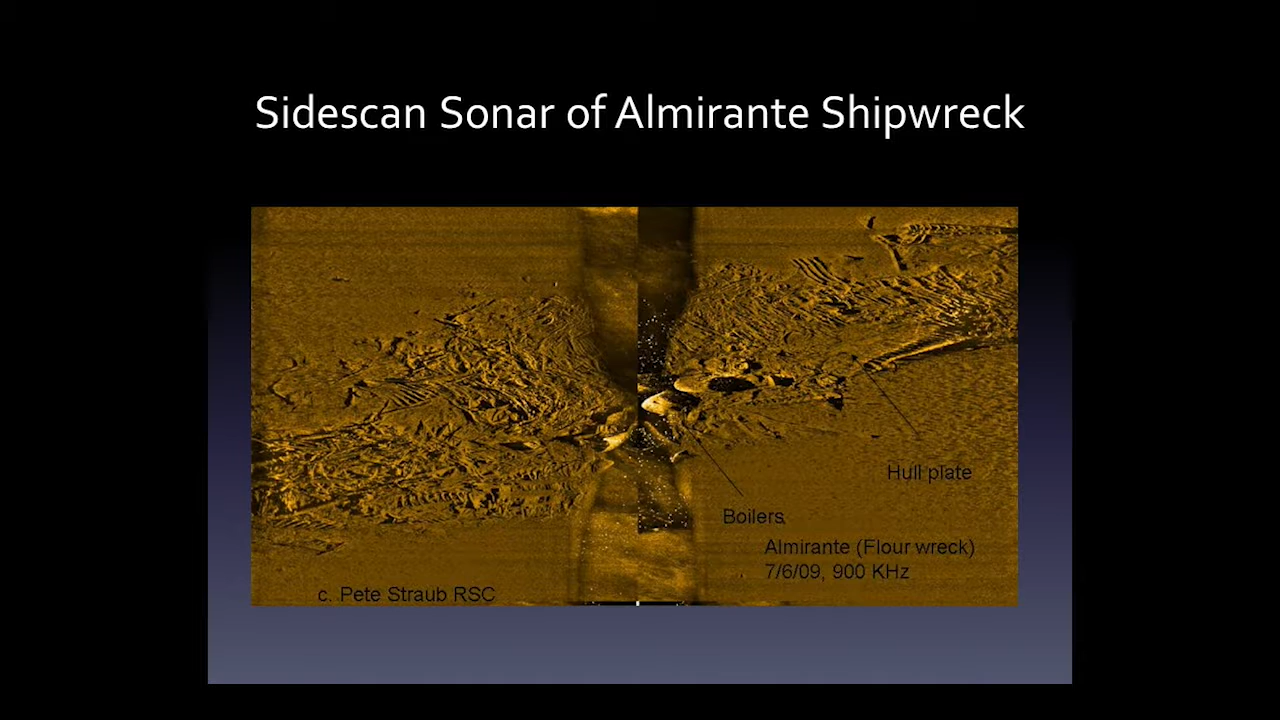 Sidescan Sonar of Almirante Shipwreck
Hull plate
Boilers
Almirante (Flour wreck)
7/6/09, 900 KHz
c. Pete Straub RSC